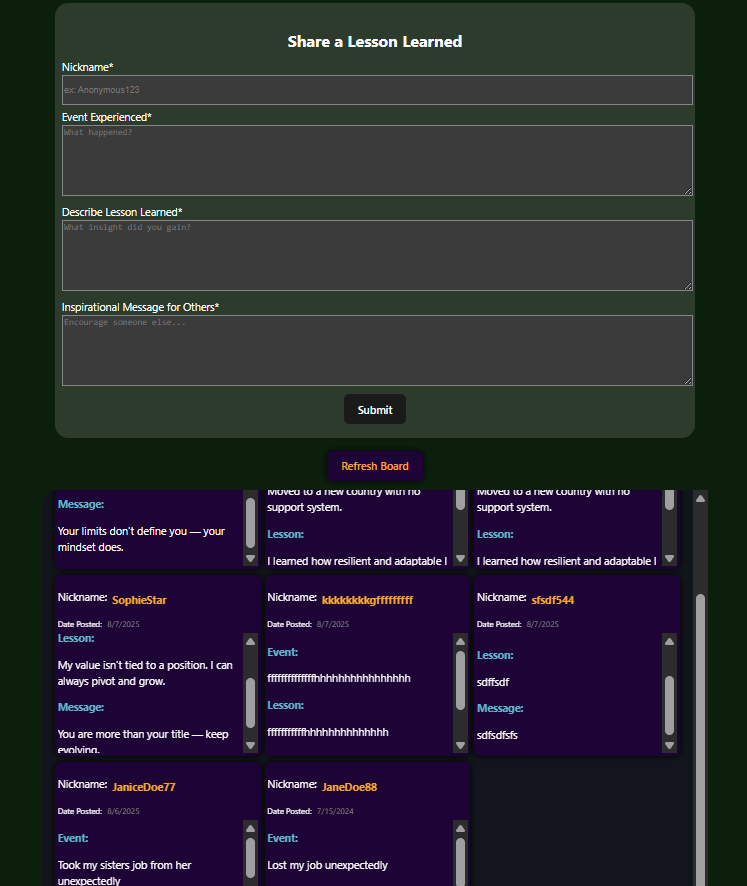 Share a Lesson Learned
Nickname*
ex: Anonymous123
Event Experienced*
What happened?
Describe Lesson Learned*
What insight did you gain?
Inspirational Message for Others*
Encourage someone else...
Submit
Refresh Board
Message:
Your limits don't define you — your
mindset does.
Moved to a new country with no
support system.
Lesson:
I learned how resilient and adaptable I
Moved to a new country with no
support system.
Lesson:
I learned how resilient and adaptable I
Nickname: SophieStar
Date Posted: 8/7/2025
Lesson:
My value isn't tied to a position. I can
always pivot and grow.
Message:
You are more than your title — keep
evolving.
Nickname: kkkkkkkkgfffffffff
Date Posted: 8/7/2025
Event:
ffffffffffffffhhhhhhhhhhhhhhhh
Lesson:
fffffffffffhhhhhhhhhhhhhh
Nickname: sfsdf544
Date Posted: 8/7/2025
Lesson:
sdffsdf
Message:
sdfsdfsfs
Nickname: JaniceDoe77
Date Posted: 8/6/2025
Event:
Took my sisters job from her
unexpectedly
Nickname: JaneDoe88
Date Posted: 7/15/2024
Event:
Lost my job unexpectedly